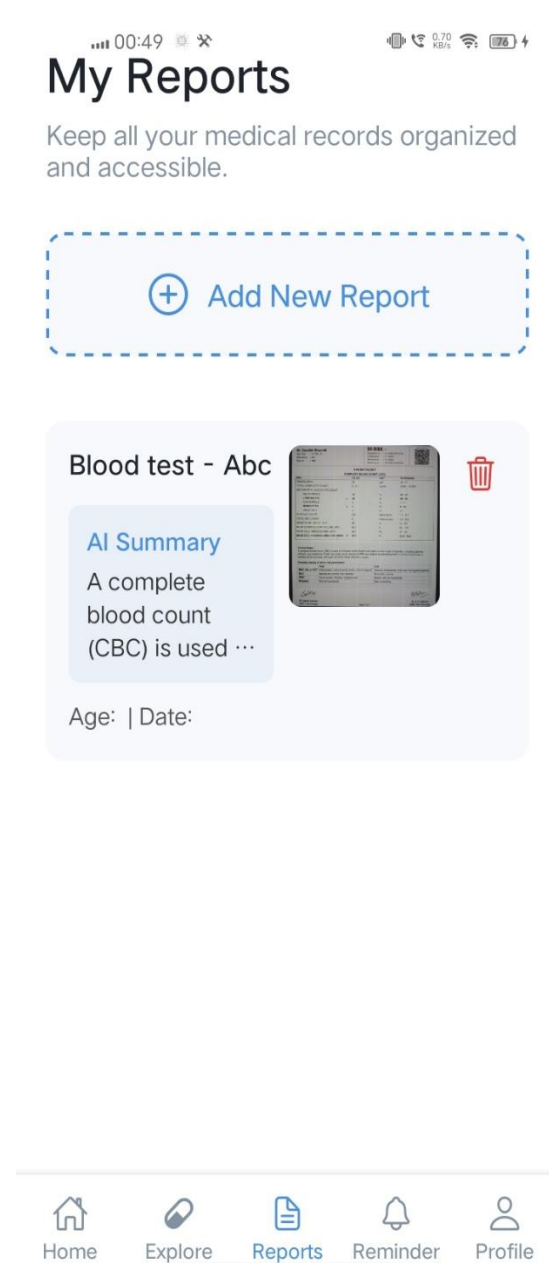 00:49
0.70
KB/s
76
My Reports
Keep all your medical records organized
and accessible.
Add New Report
Blood test - Abc
AI Summary
A complete
blood count
(CBC) is used ...
Age: | Date:
Home
Explore
Reports
Reminder
Profile